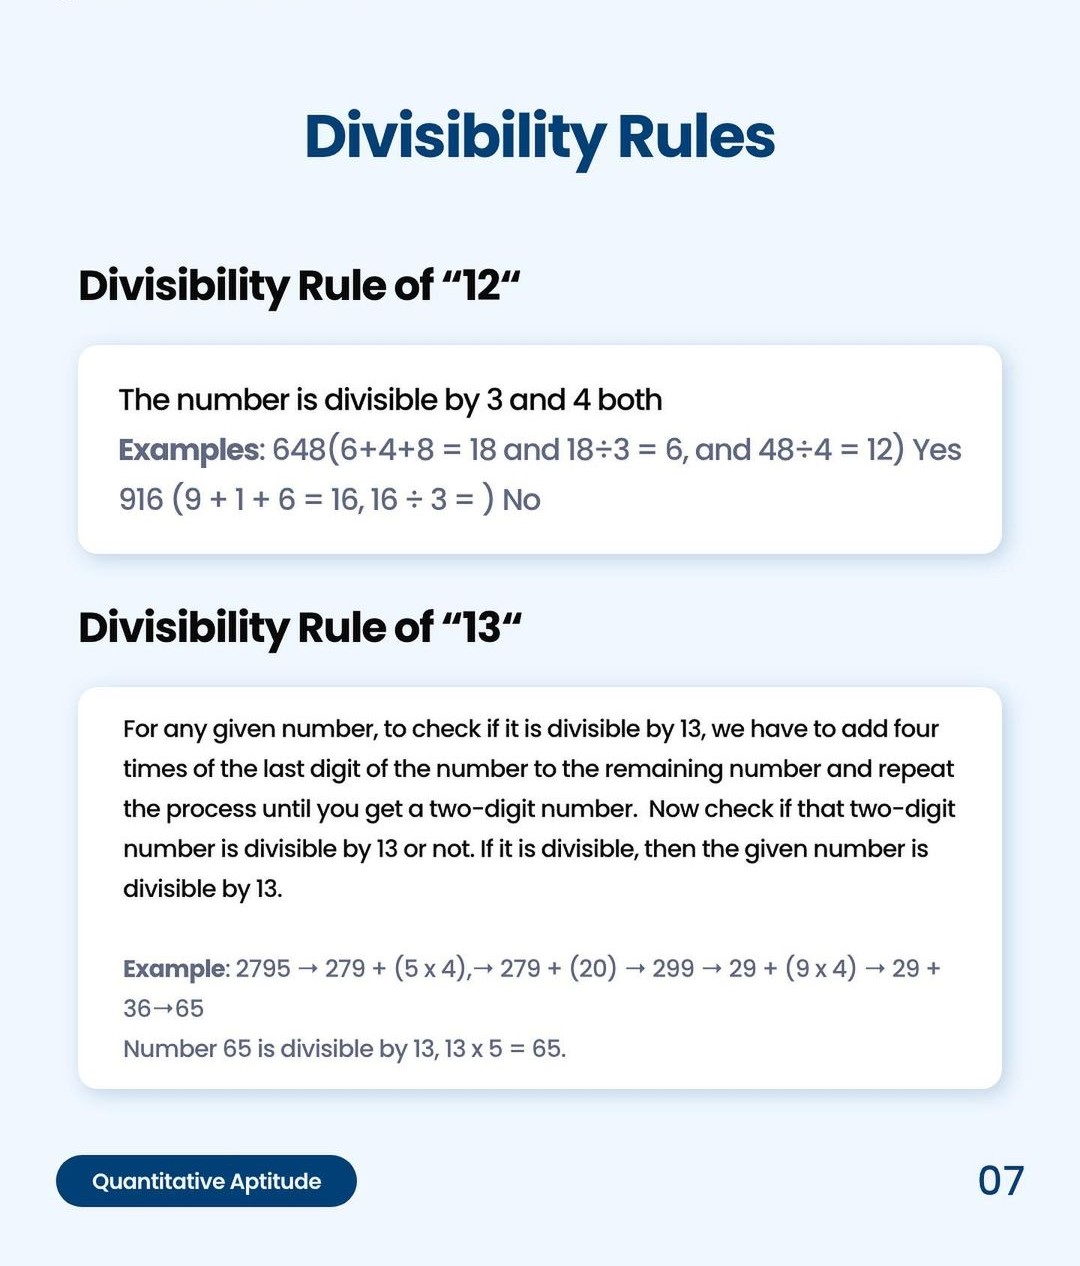 Divisibility Rules
Divisibility Rule of “12“
The number is divisible by 3 and 4 both
Examples: 648(6+4+8 = 18 and 18÷3 = 6, and 48÷4 = 12) Yes
916 (9 + 1 + 6 = 16, 16 ÷ 3 = ) No
Divisibility Rule of “13“
For any given number, to check if it is divisible by 13, we have to add four
times of the last digit of the number to the remaining number and repeat
the process until you get a two-digit number.  Now check if that two-digit
number is divisible by 13 or not. If it is divisible, then the given number is
divisible by 13.
Example: 2795 → 279 + (5 x 4),→ 279 + (20) → 299 → 29 + (9 x 4) → 29 +
36→65
Number 65 is divisible by 13, 13 x 5 = 65.
Quantitative Aptitude
07